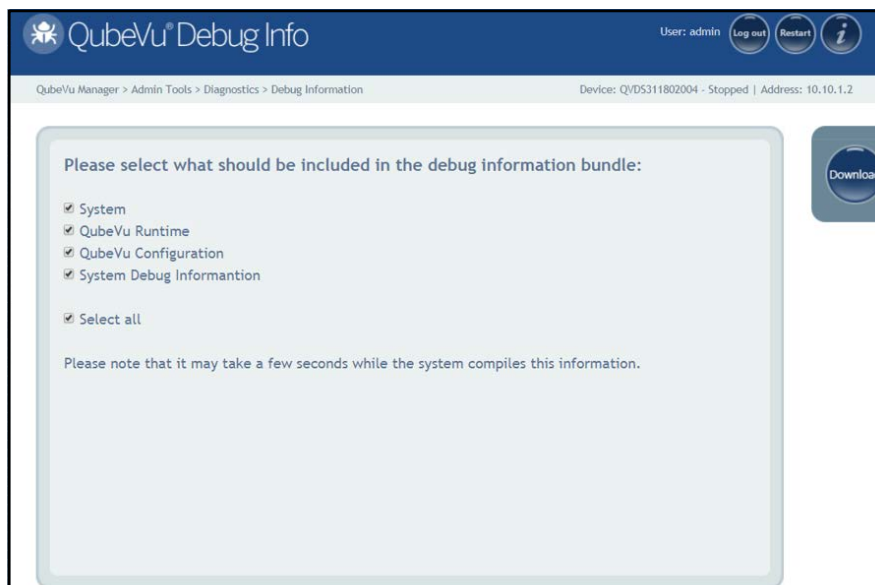 QubeVu® Debug Info
User: admin
Log out
Restart
i
QubeVu Manager > Admin Tools > Diagnostics > Debug Information
Device: QVDS311802004 - Stopped | Address: 10.10.1.2
Please select what should be included in the debug information bundle:
System
QubeVu Runtime
QubeVu Configuration
System Debug Informantion
Select all
Please note that it may take a few seconds while the system compiles this information.
Downloa